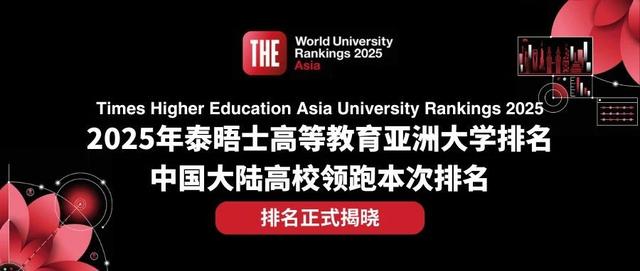 THE
World University
Rankings 2025
Asia
Times Higher Education Asia University Rankings 2025
2025年泰晤士高等教育亚洲大学排名
中国大陆高校领跑本次排名
排名正式揭晓